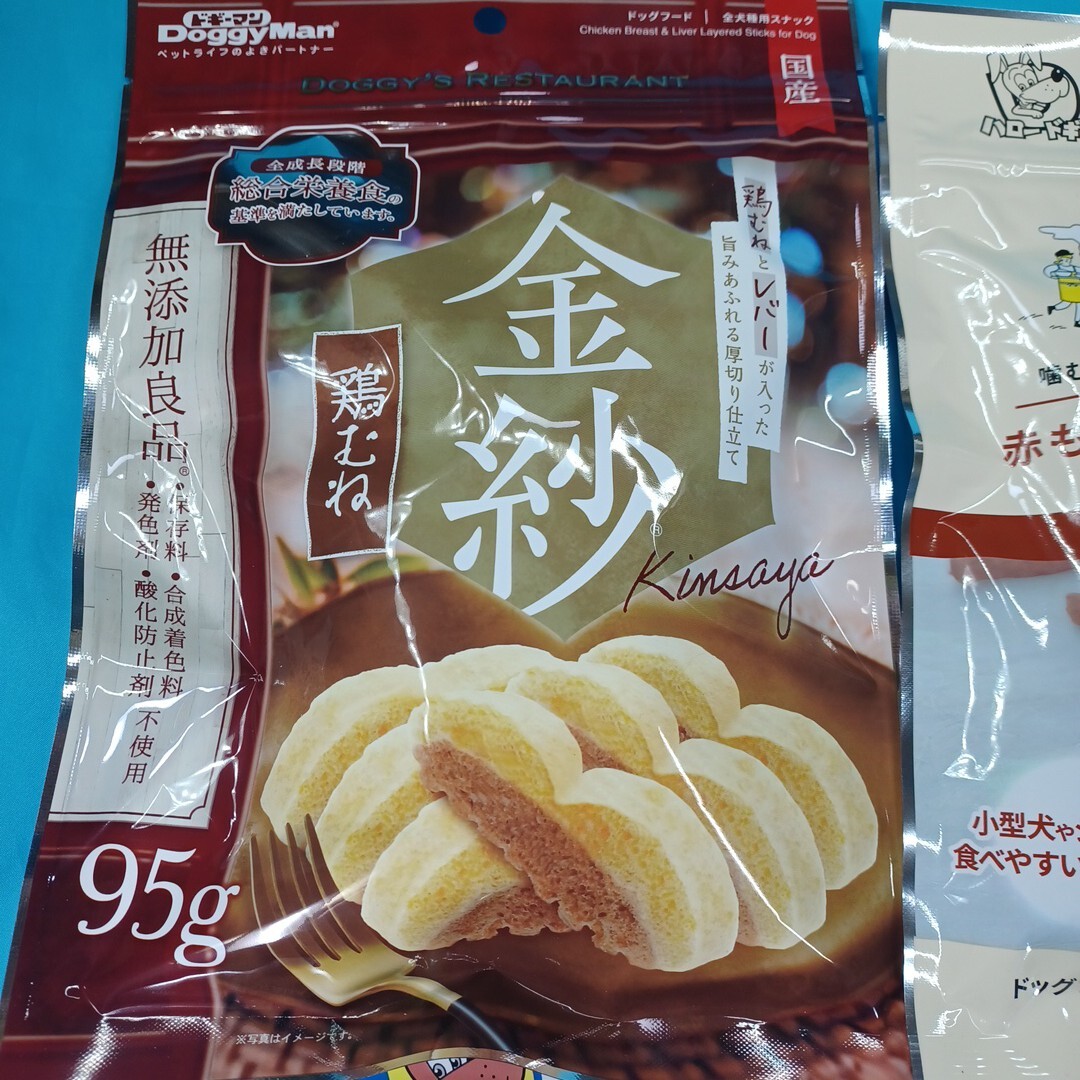 ドギーマン
DoggyMan®
ペットライフのよきパートナー
ドッグフード | 全犬種用スナック
Chicken Breast & Liver Layered Sticks for Dog
DOGGY'S RESTAURANT
国産
全成長段階
総合栄養食の
基準を満たしています。
鶏むねとレバーが入った
旨みあふれる厚切り仕立て
金紗®
Kinsaya
鶏むね
無添加良品®
・保存料・合成着色料
・発色剤・酸化防止剤 不使用
95g
※写真はイメージです。
ハロードギ
噛む
赤も
小型犬や
食べやすい
ドッグ